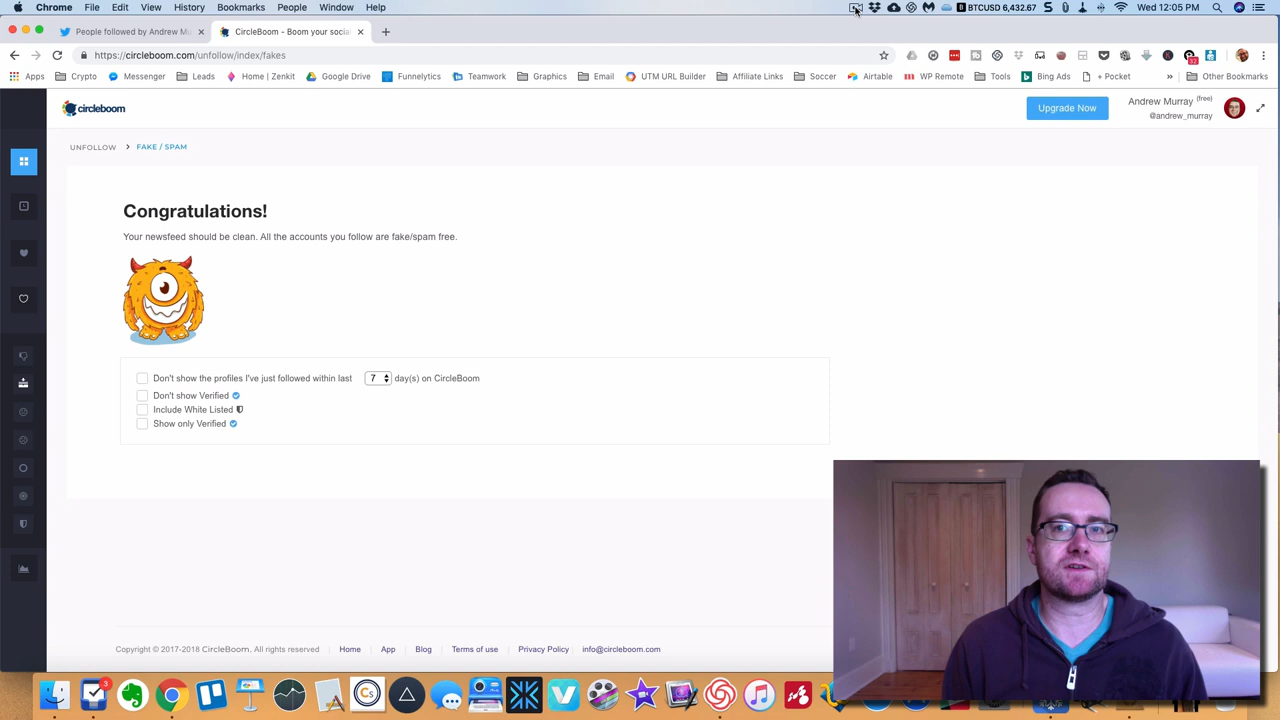 Chrome File Edit View History Bookmarks People Window Help BTCUSD 6,432.67 Wed 12:05 PM
People followed by Andrew Mu
CircleBoom - Boom your social
https://circleboom.com/unfollow/index/fakes
Apps Crypto Messenger Leads Home | Zenkit Google Drive Funnelytics Teamwork Graphics Email UTM URL Builder Affiliate Links Soccer Airtable WP Remote Tools Bing Ads + Pocket » Other Bookmarks
circleboom
Upgrade Now
Andrew Murray (free)
@andrew_murray
UNFOLLOW > FAKE / SPAM
Congratulations!
Your newsfeed should be clean. All the accounts you follow are fake/spam free.
Don't show the profiles I've just followed within last 7 day(s) on CircleBoom
Don't show Verified
Include White Listed
Show only Verified
Copyright © 2017-2018 CircleBoom. All rights reserved Home App Blog Terms of use Privacy Policy info@circleboom.com
3